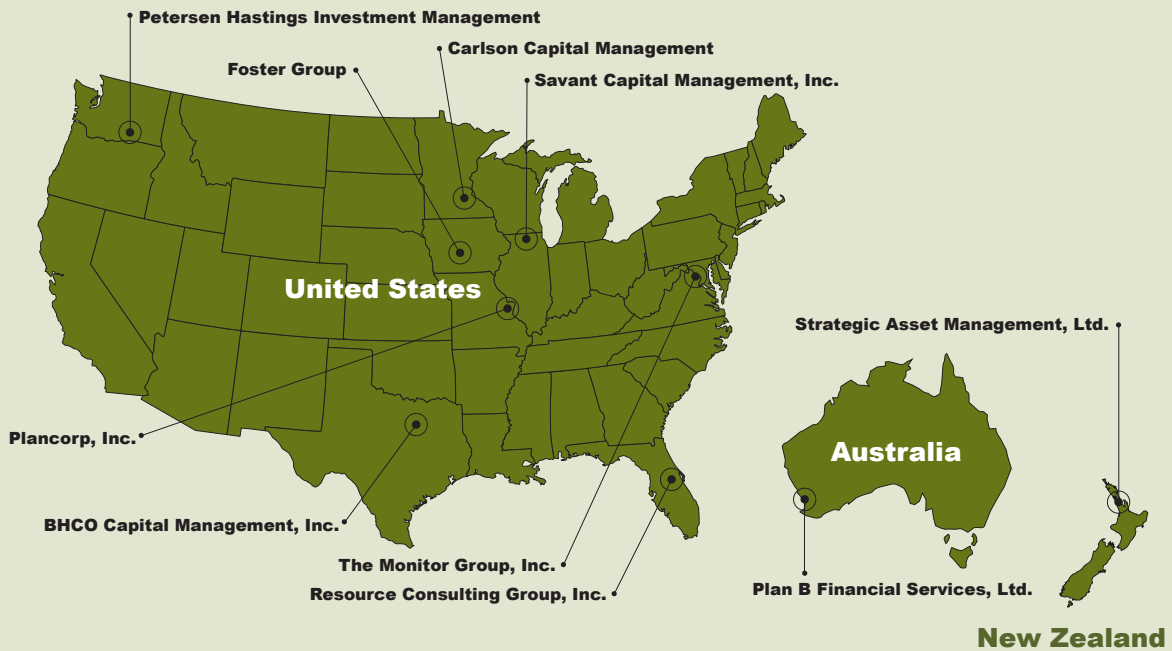 Petersen Hastings Investment Management
Carlson Capital Management
Foster Group
Savant Capital Management, Inc.
United States
Strategic Asset Management, Ltd.
Plancorp, Inc.
Australia
BHCO Capital Management, Inc.
The Monitor Group, Inc.
Resource Consulting Group, Inc.
Plan B Financial Services, Ltd.
New Zealand